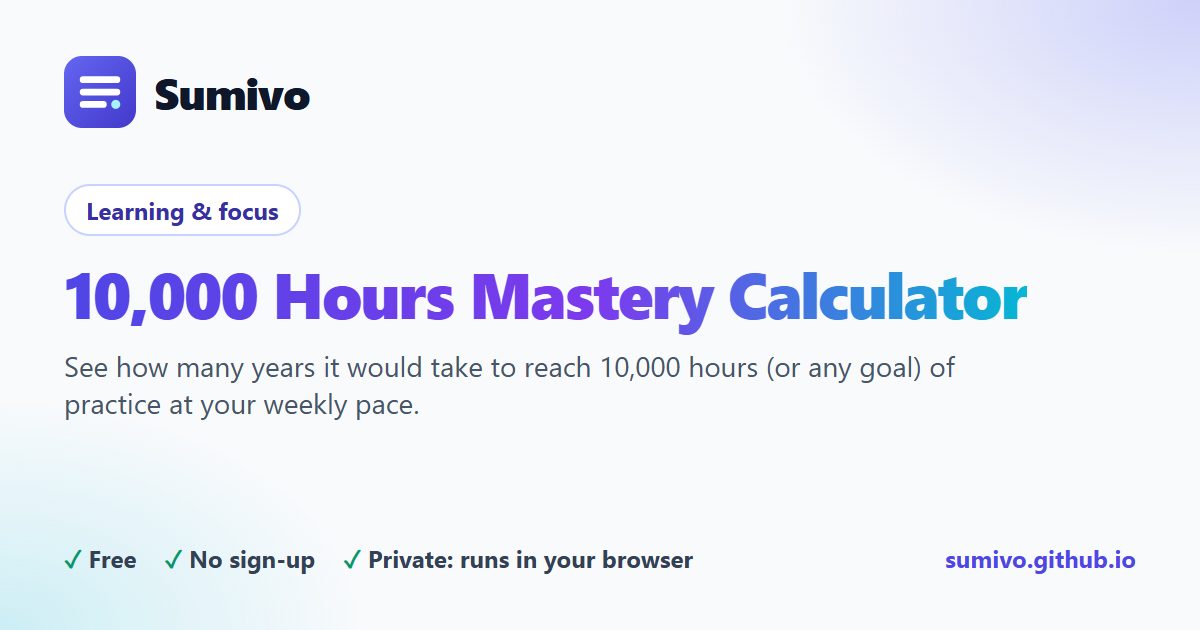 Sumivo
Learning & focus
10,000 Hours Mastery Calculator
See how many years it would take to reach 10,000 hours (or any goal) of
practice at your weekly pace.
✓ Free ✓ No sign-up ✓ Private: runs in your browser
sumivo.github.io